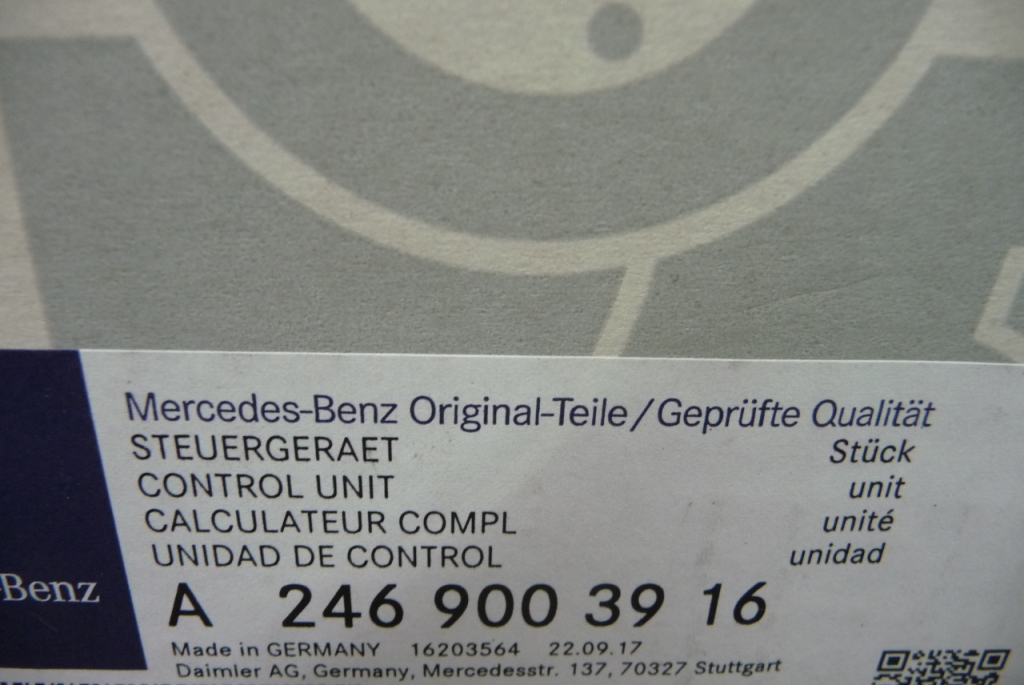 Mercedes-Benz Original-Teile/Geprüfte Qualität
STEUERGERAET Stück
CONTROL UNIT unit
CALCULATEUR COMPL unité
UNIDAD DE CONTROL unidad
-Benz
A 246 900 39 16
Made in GERMANY 16203564 22.09.17
Daimler AG, Germany, Mercedesstr. 137, 70327 Stuttgart